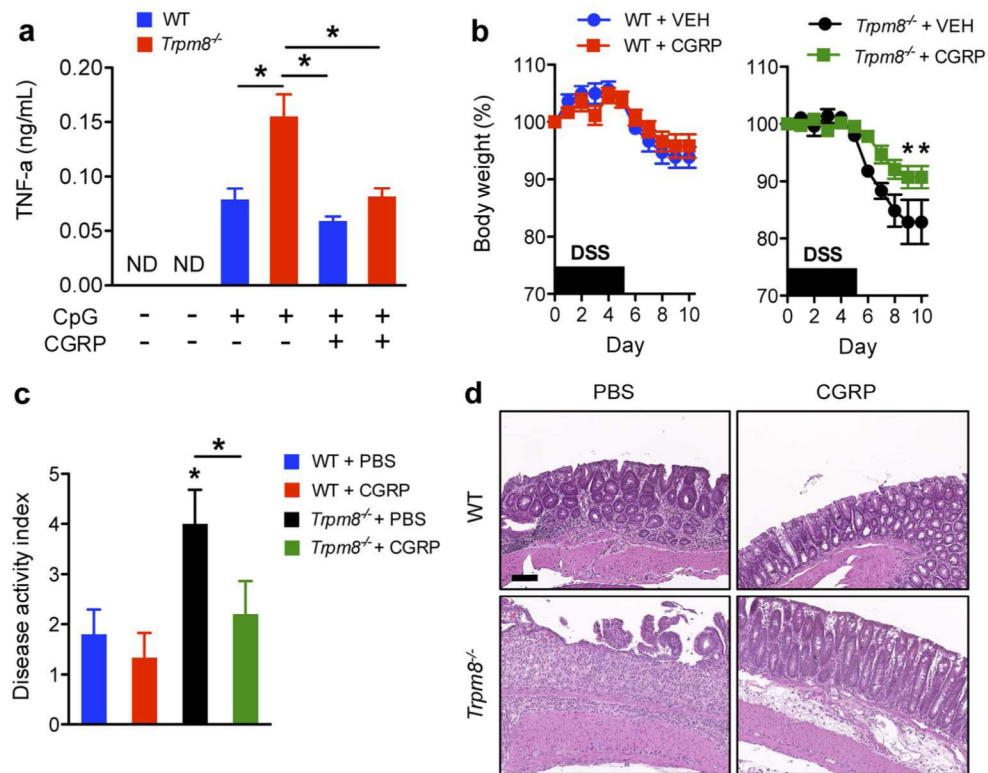 a
WT
Trpm8-/-
TNF-a (ng/mL)
0.20
0.15
0.10
0.05
0.00
* * *
ND ND
CpG - - + + + +
CGRP - - - - + +
b
WT + VEH
WT + CGRP
Trpm8-/- + VEH
Trpm8-/- + CGRP
Body weight (%)
110
100
90
80
70
DSS
0 2 4 6 8 10
Day
110
100
90
80
70
* *
DSS
0 2 4 6 8 10
Day
c
WT + PBS
WT + CGRP
Trpm8-/- + PBS
Trpm8-/- + CGRP
Disease activity index
5
4
3
2
1
0
*
*
d
PBS CGRP
WT
Trpm8-/-